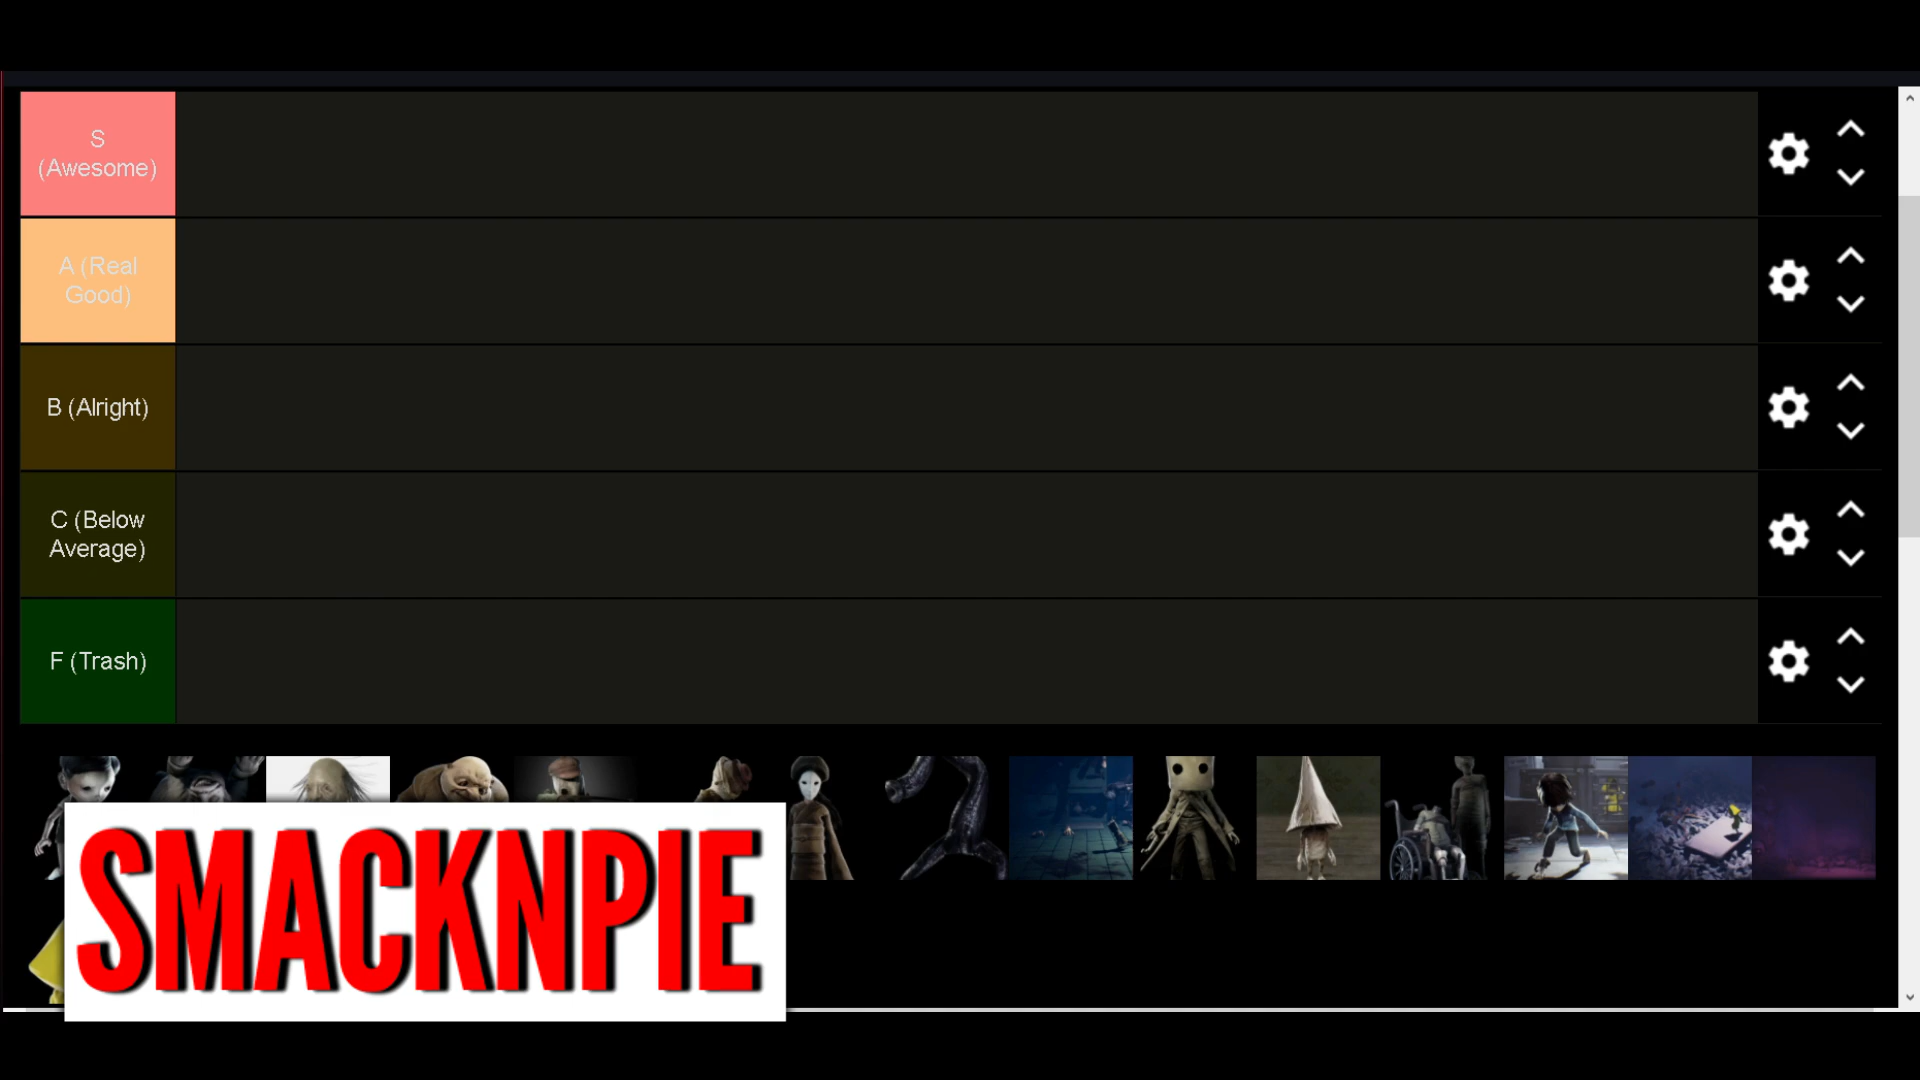 S
(Awesome)
A (Real
Good)
B (Alright)
C (Below
Average)
F (Trash)
SMACKNPIE